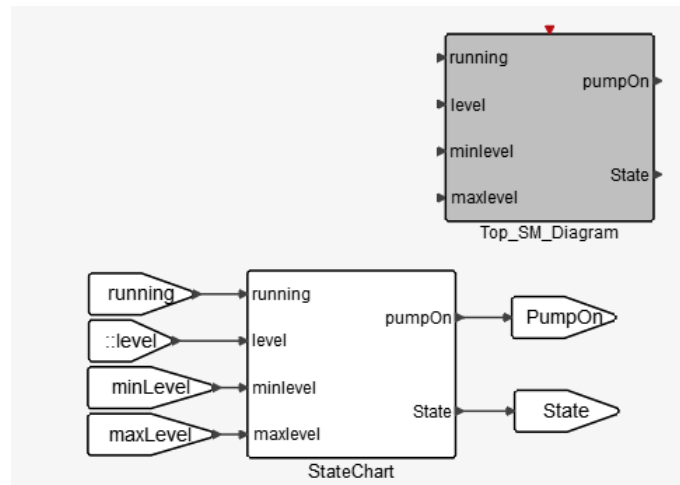 running
level
minlevel
maxlevel
pumpOn
State
Top_SM_Diagram
running
::level
minLevel
maxLevel
running
level
minlevel
maxlevel
pumpOn
State
StateChart
PumpOn
State